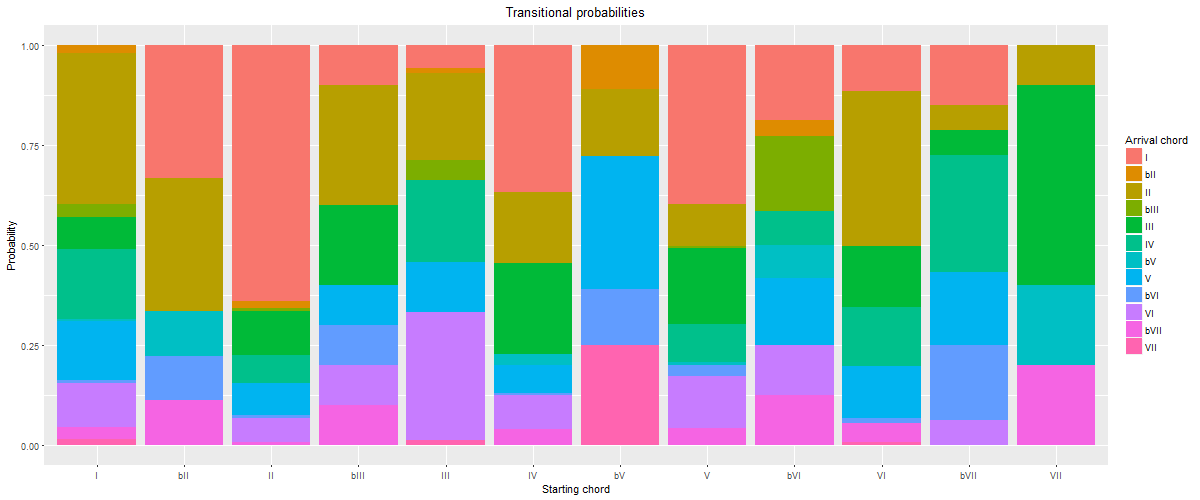 Transitional probabilities
1.00
0.75
0.50
0.25
0.00
Probability
I bII II bIII III IV bV V bVI VI bVII VII
Starting chord
Arrival chord
I
bII
II
bIII
III
IV
bV
V
bVI
VI
bVII
VII